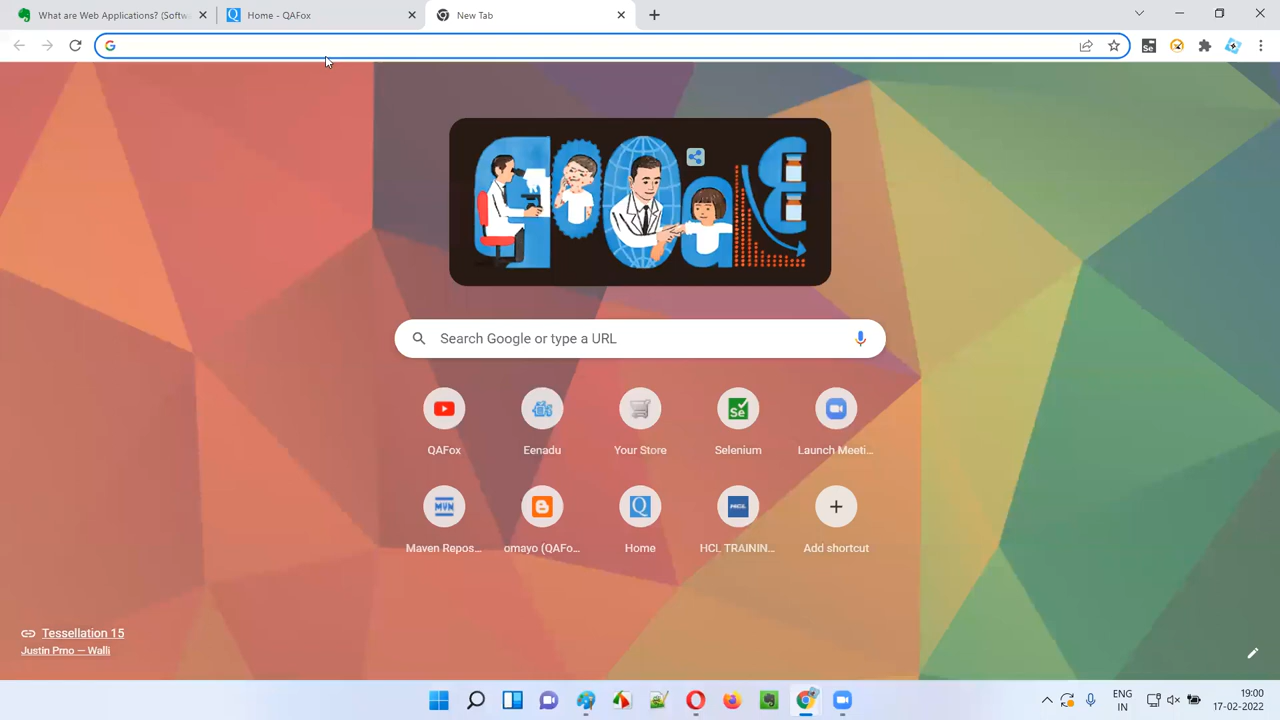 What are Web Applications? (Softw
Home - QAFox
New Tab
Search Google or type a URL
QAFox
Eenadu
Your Store
Selenium
Launch Meeti...
Maven Repos...
omayo (QAFo...
Home
HCL TRAININ...
Add shortcut
Tessellation 15
Justin Prno — Walli
ENG
IN
19:00
17-02-2022